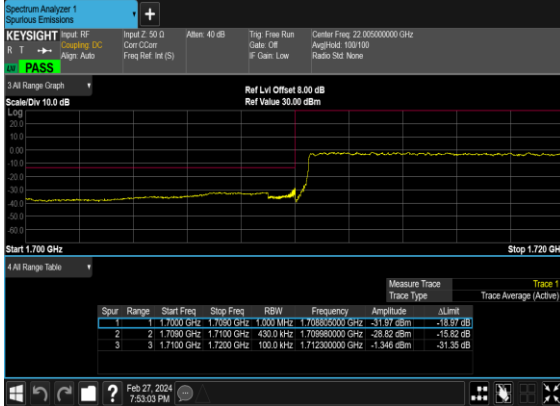 Spectrum Analyzer 1
Spurious Emissions
+
KEYSIGHT Input: RF Input Z: 50 Ω Atten: 40 dB Trig: Free Run Center Freq: 22.005000000 GHz
R T Coupling: DC Corr CCorr Gate: Off Avg|Hold: 100/100
Align: Auto Freq Ref: Int (S) IF Gain: Low Radio Std: None
LXI PASS
3 All Range Graph Ref Lvl Offset 8.00 dB
Scale/Div 10.0 dB Ref Value 30.00 dBm
Log
20.0
10.0
0.00
-10.0
-20.0
-30.0
-40.0
-50.0
-60.0
Start 1.700 GHz Stop 1.720 GH
4 All Range Table
Measure Trace Trace 1
Trace Type Trace Average (Active)
Spur Range Start Freq Stop Freq RBW Frequency Amplitude ΔLimit
1 1 1.7000 GHz 1.7090 GHz 1.000 MHz 1.708805000 GHz -31.97 dBm -18.97 dB
2 2 1.7090 GHz 1.7100 GHz 430.0 kHz 1.709980000 GHz -28.82 dBm -15.82 dB
3 3 1.7100 GHz 1.7200 GHz 100.0 kHz 1.712300000 GHz -1.346 dBm -31.35 dB
? Feb 27, 2024
7:53:03 PM